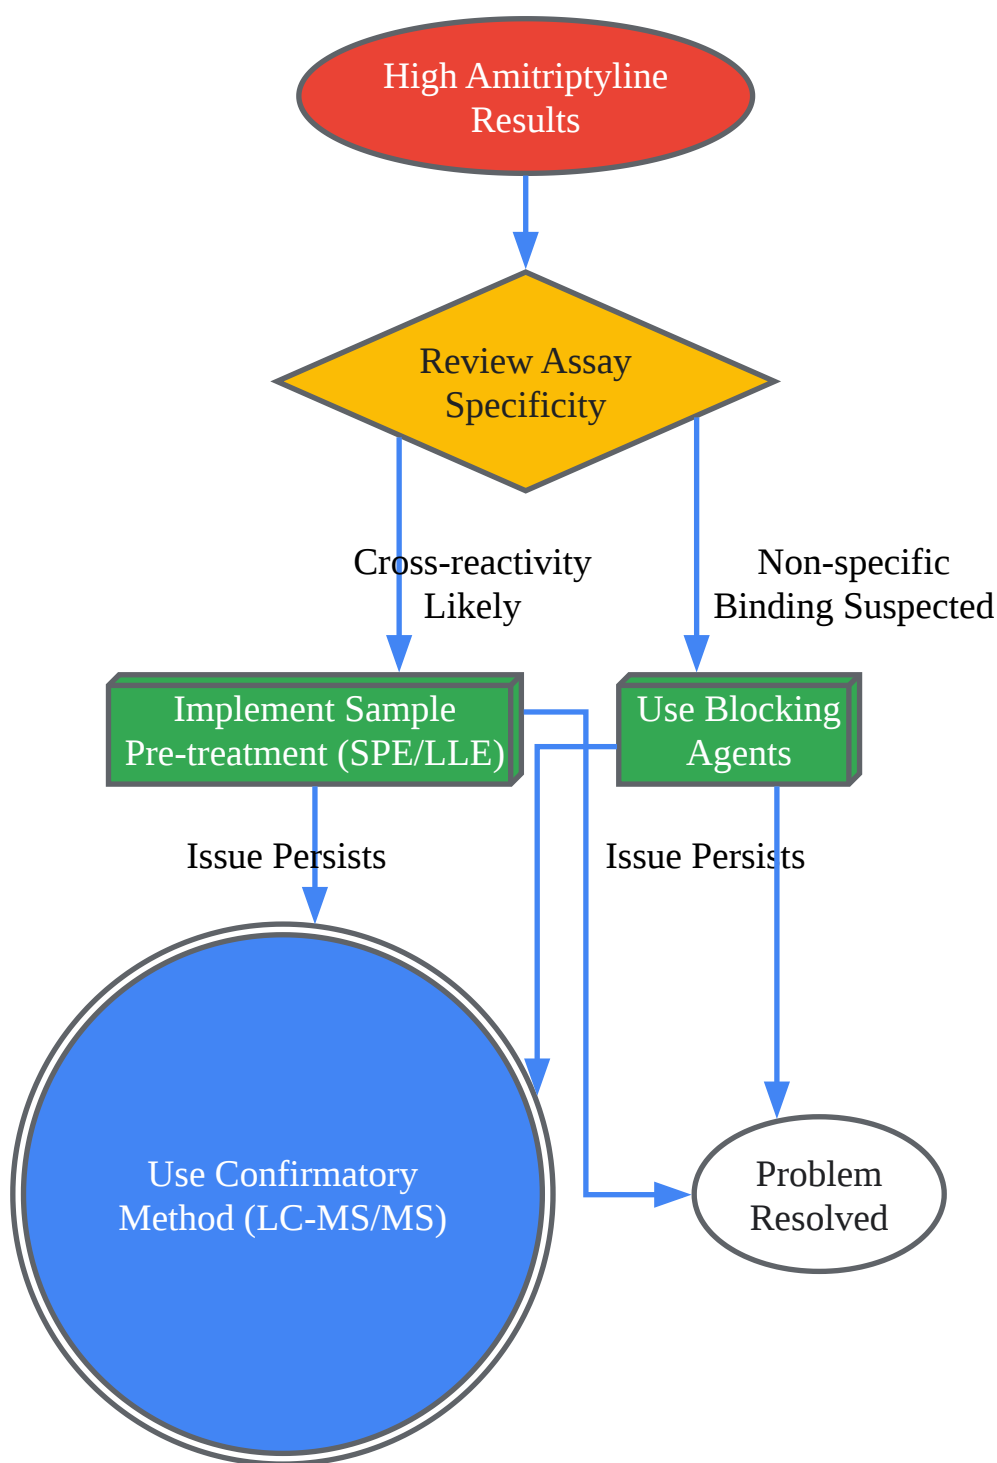 High Amitriptyline
Results
Review Assay
Specificity
Cross-reactivity
Likely
Non-specific
Binding Suspected
Implement Sample
Pre-treatment (SPE/LLE)
Use Blocking
Agents
Issue Persists
Issue Persists
Use Confirmatory
Method (LC-MS/MS)
Problem
Resolved